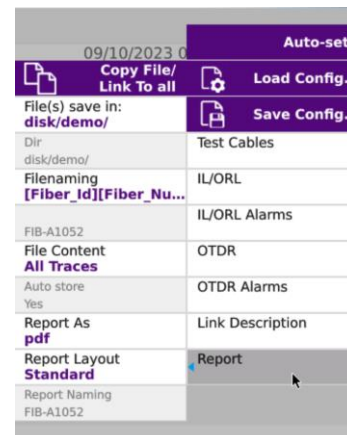 09/10/2023 0
Copy File/
Link To all
File(s) save in:
disk/demo/
Dir
disk/demo/
Filenaming
[Fiber_Id][Fiber_Nu...
FIB-A1052
File Content
All Traces
Auto store
Yes
Report As
pdf
Report Layout
Standard
Report Naming
FIB-A1052
Auto-set
Load Config.
Save Config.
Test Cables
IL/ORL
IL/ORL Alarms
OTDR
OTDR Alarms
Link Description
Report